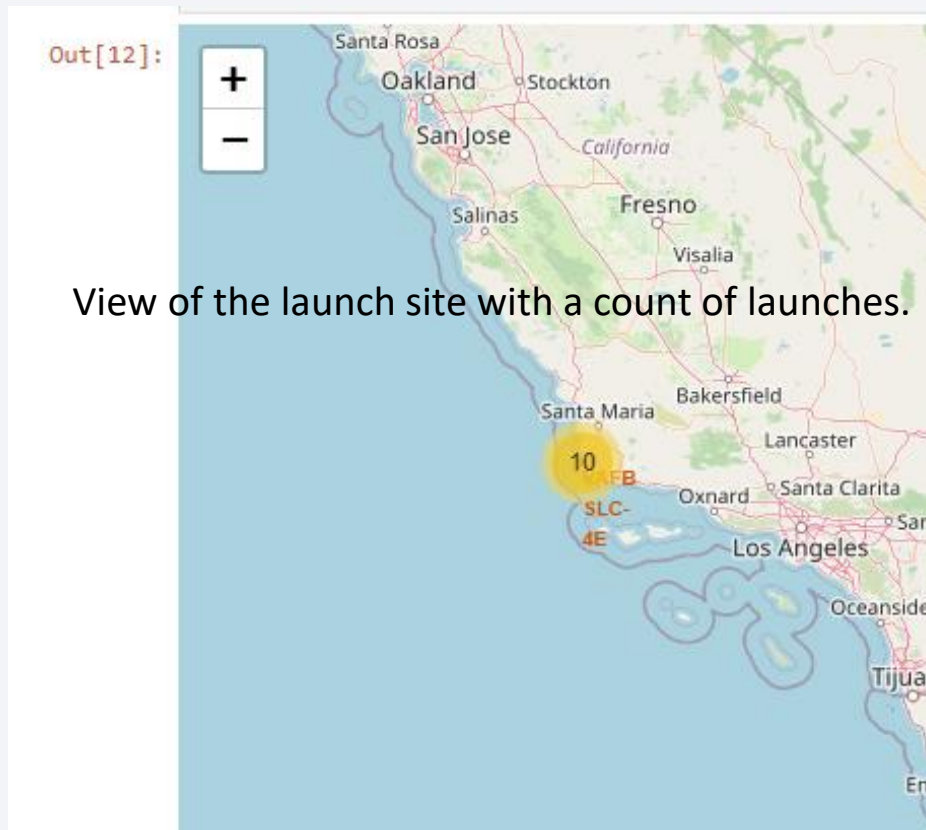 Out[12]:
+
−
Santa Rosa
Oakland
Stockton
San Jose
California
Salinas
Fresno
Visalia
View of the launch site with a count of launches.
Bakersfield
Santa Maria
Lancaster
10
SLC-
4E
Oxnard
Santa Clarita
Los Angeles
Oceanside